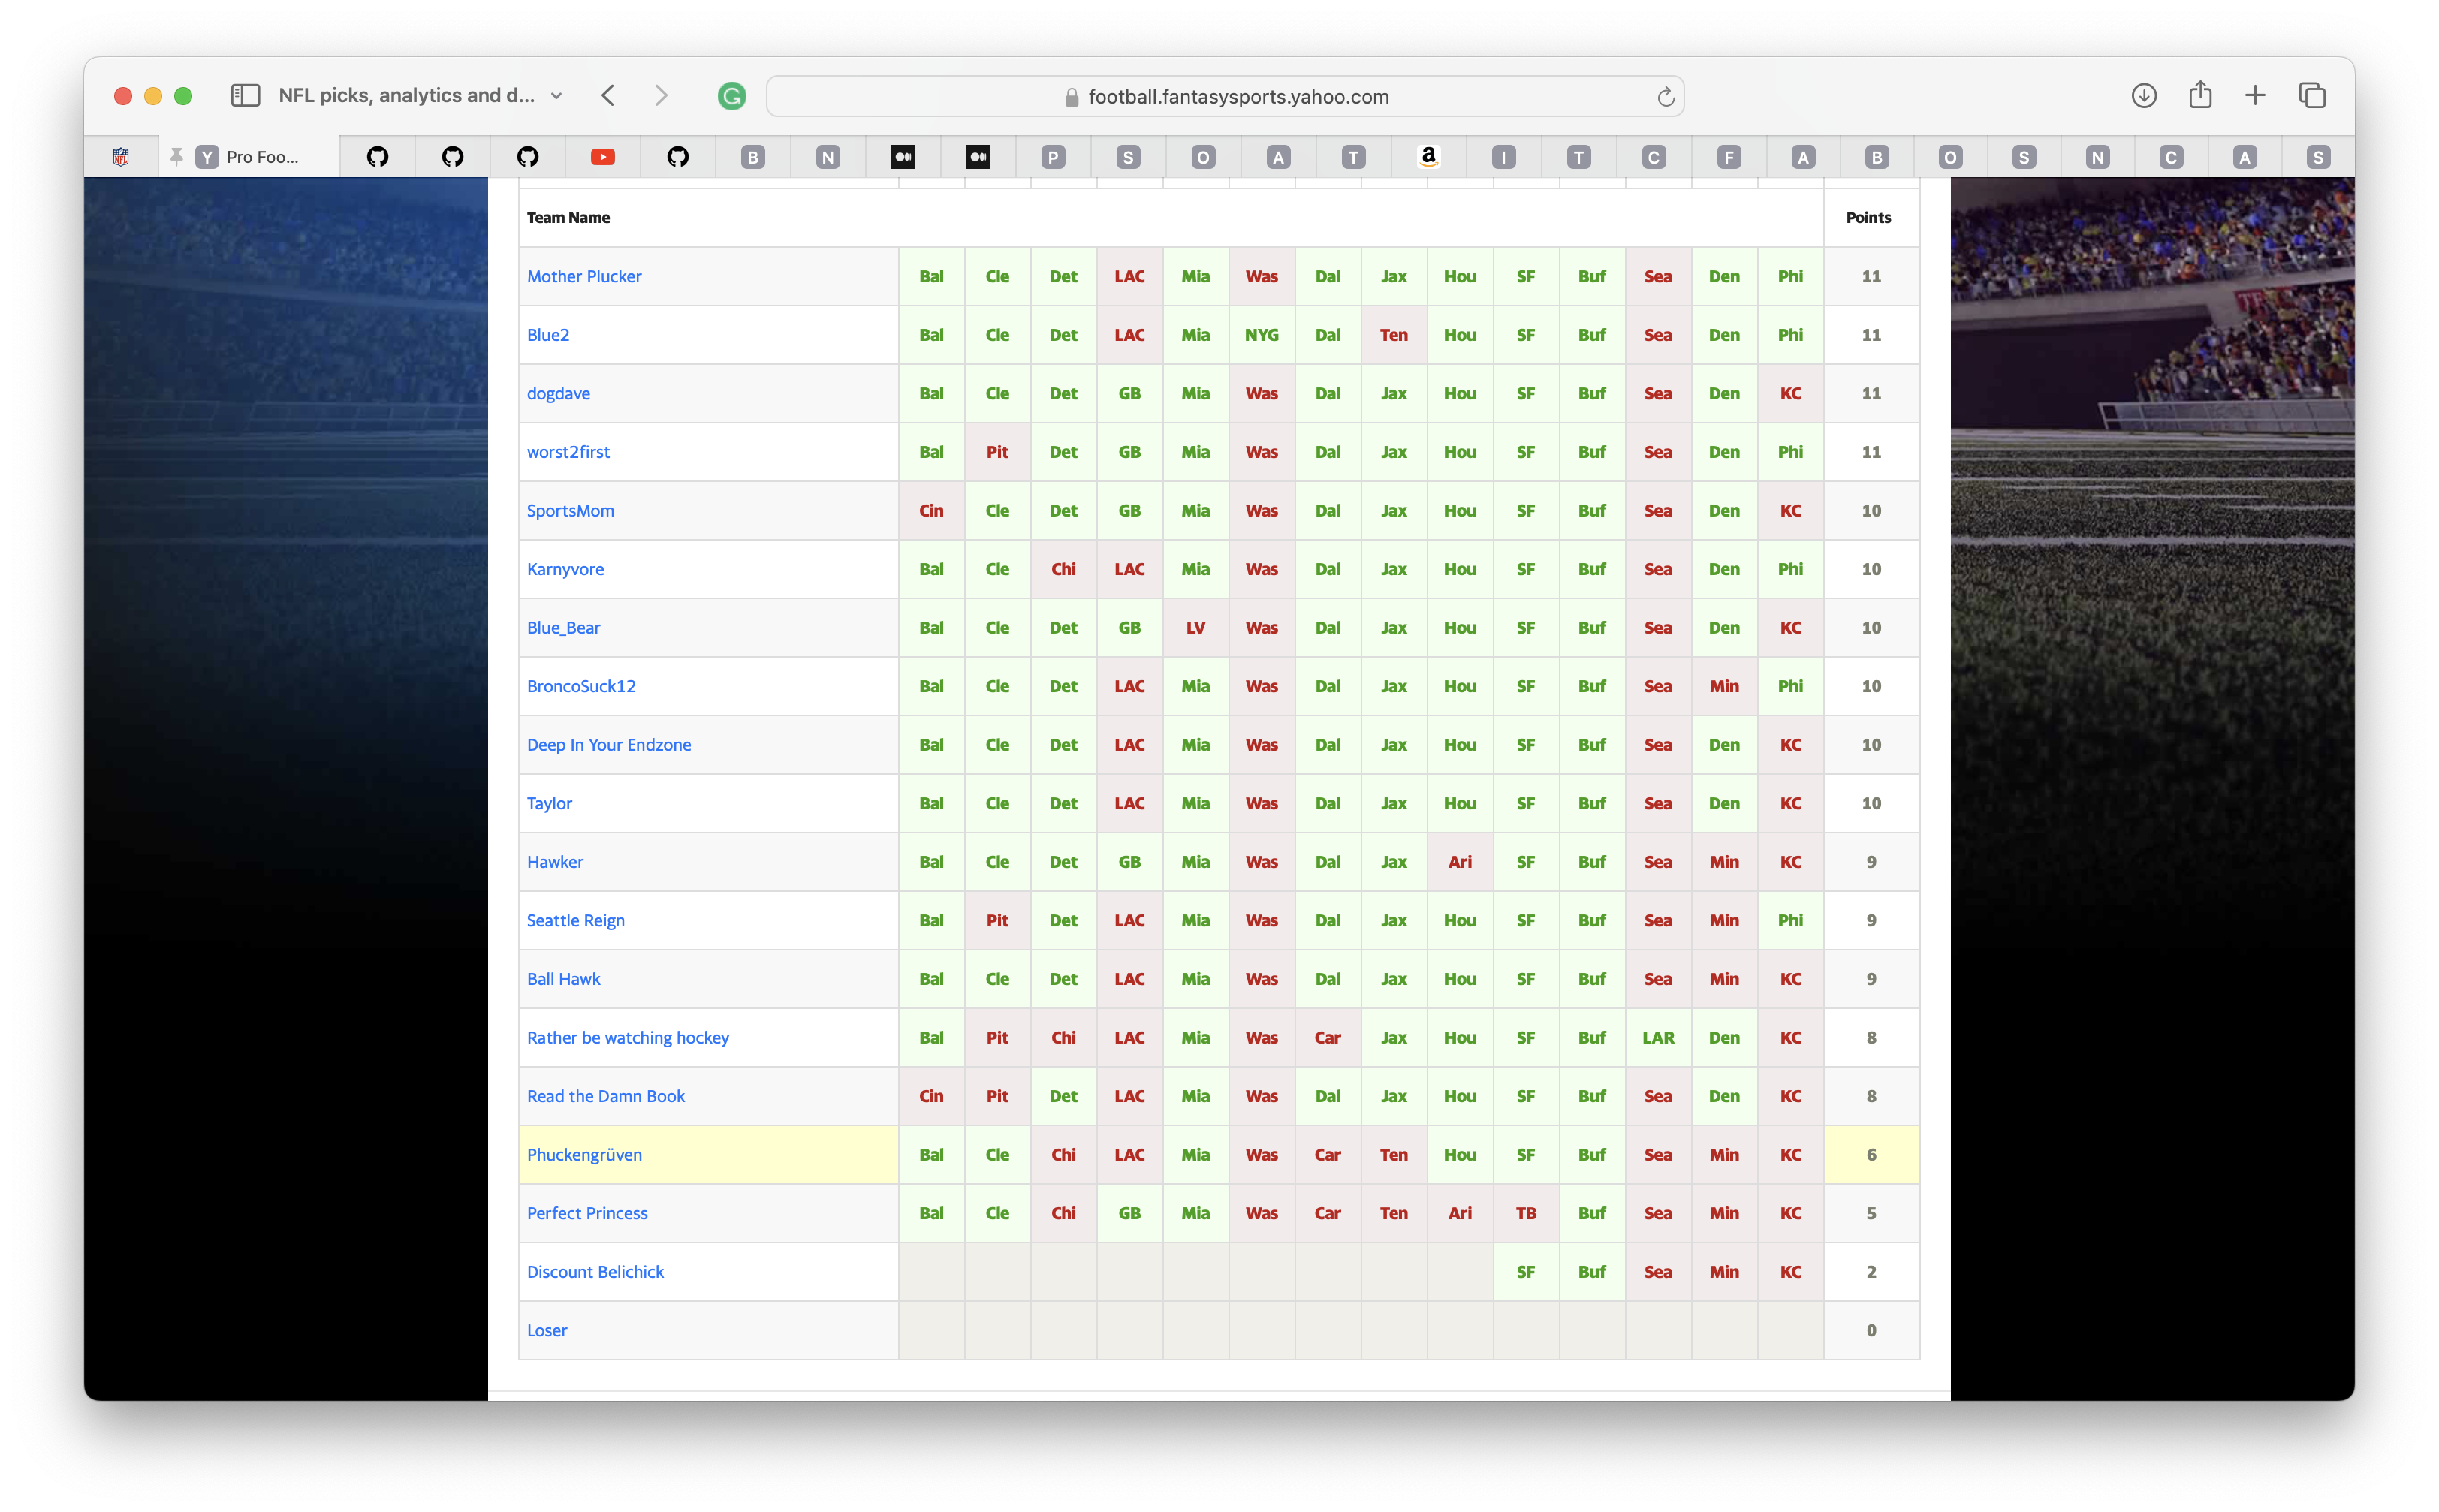 NFL picks, analytics and d...
football.fantasysports.yahoo.com
NFL Y Pro Foo... B N P S O A T a I T C F A B O S N C A S
Team Name Points
Mother Plucker Bal Cle Det LAC Mia Was Dal Jax Hou SF Buf Sea Den Phi 11
Blue2 Bal Cle Det LAC Mia NYG Dal Ten Hou SF Buf Sea Den Phi 11
dogdave Bal Cle Det GB Mia Was Dal Jax Hou SF Buf Sea Den KC 11
worst2first Bal Pit Det GB Mia Was Dal Jax Hou SF Buf Sea Den Phi 11
SportsMom Cin Cle Det GB Mia Was Dal Jax Hou SF Buf Sea Den KC 10
Karnyvore Bal Cle Chi LAC Mia Was Dal Jax Hou SF Buf Sea Den Phi 10
Blue_Bear Bal Cle Det GB LV Was Dal Jax Hou SF Buf Sea Den KC 10
BroncoSuck12 Bal Cle Det LAC Mia Was Dal Jax Hou SF Buf Sea Min Phi 10
Deep In Your Endzone Bal Cle Det LAC Mia Was Dal Jax Hou SF Buf Sea Den KC 10
Taylor Bal Cle Det LAC Mia Was Dal Jax Hou SF Buf Sea Den KC 10
Hawker Bal Cle Det GB Mia Was Dal Jax Ari SF Buf Sea Min KC 9
Seattle Reign Bal Pit Det LAC Mia Was Dal Jax Hou SF Buf Sea Min Phi 9
Ball Hawk Bal Cle Det LAC Mia Was Dal Jax Hou SF Buf Sea Min KC 9
Rather be watching hockey Bal Pit Chi LAC Mia Was Car Jax Hou SF Buf LAR Den KC 8
Read the Damn Book Cin Pit Det LAC Mia Was Dal Jax Hou SF Buf Sea Den KC 8
Phuckengrüven Bal Cle Chi LAC Mia Was Car Ten Hou SF Buf Sea Min KC 6
Perfect Princess Bal Cle Chi GB Mia Was Car Ten Ari TB Buf Sea Min KC 5
Discount Belichick SF Buf Sea Min KC 2
Loser 0